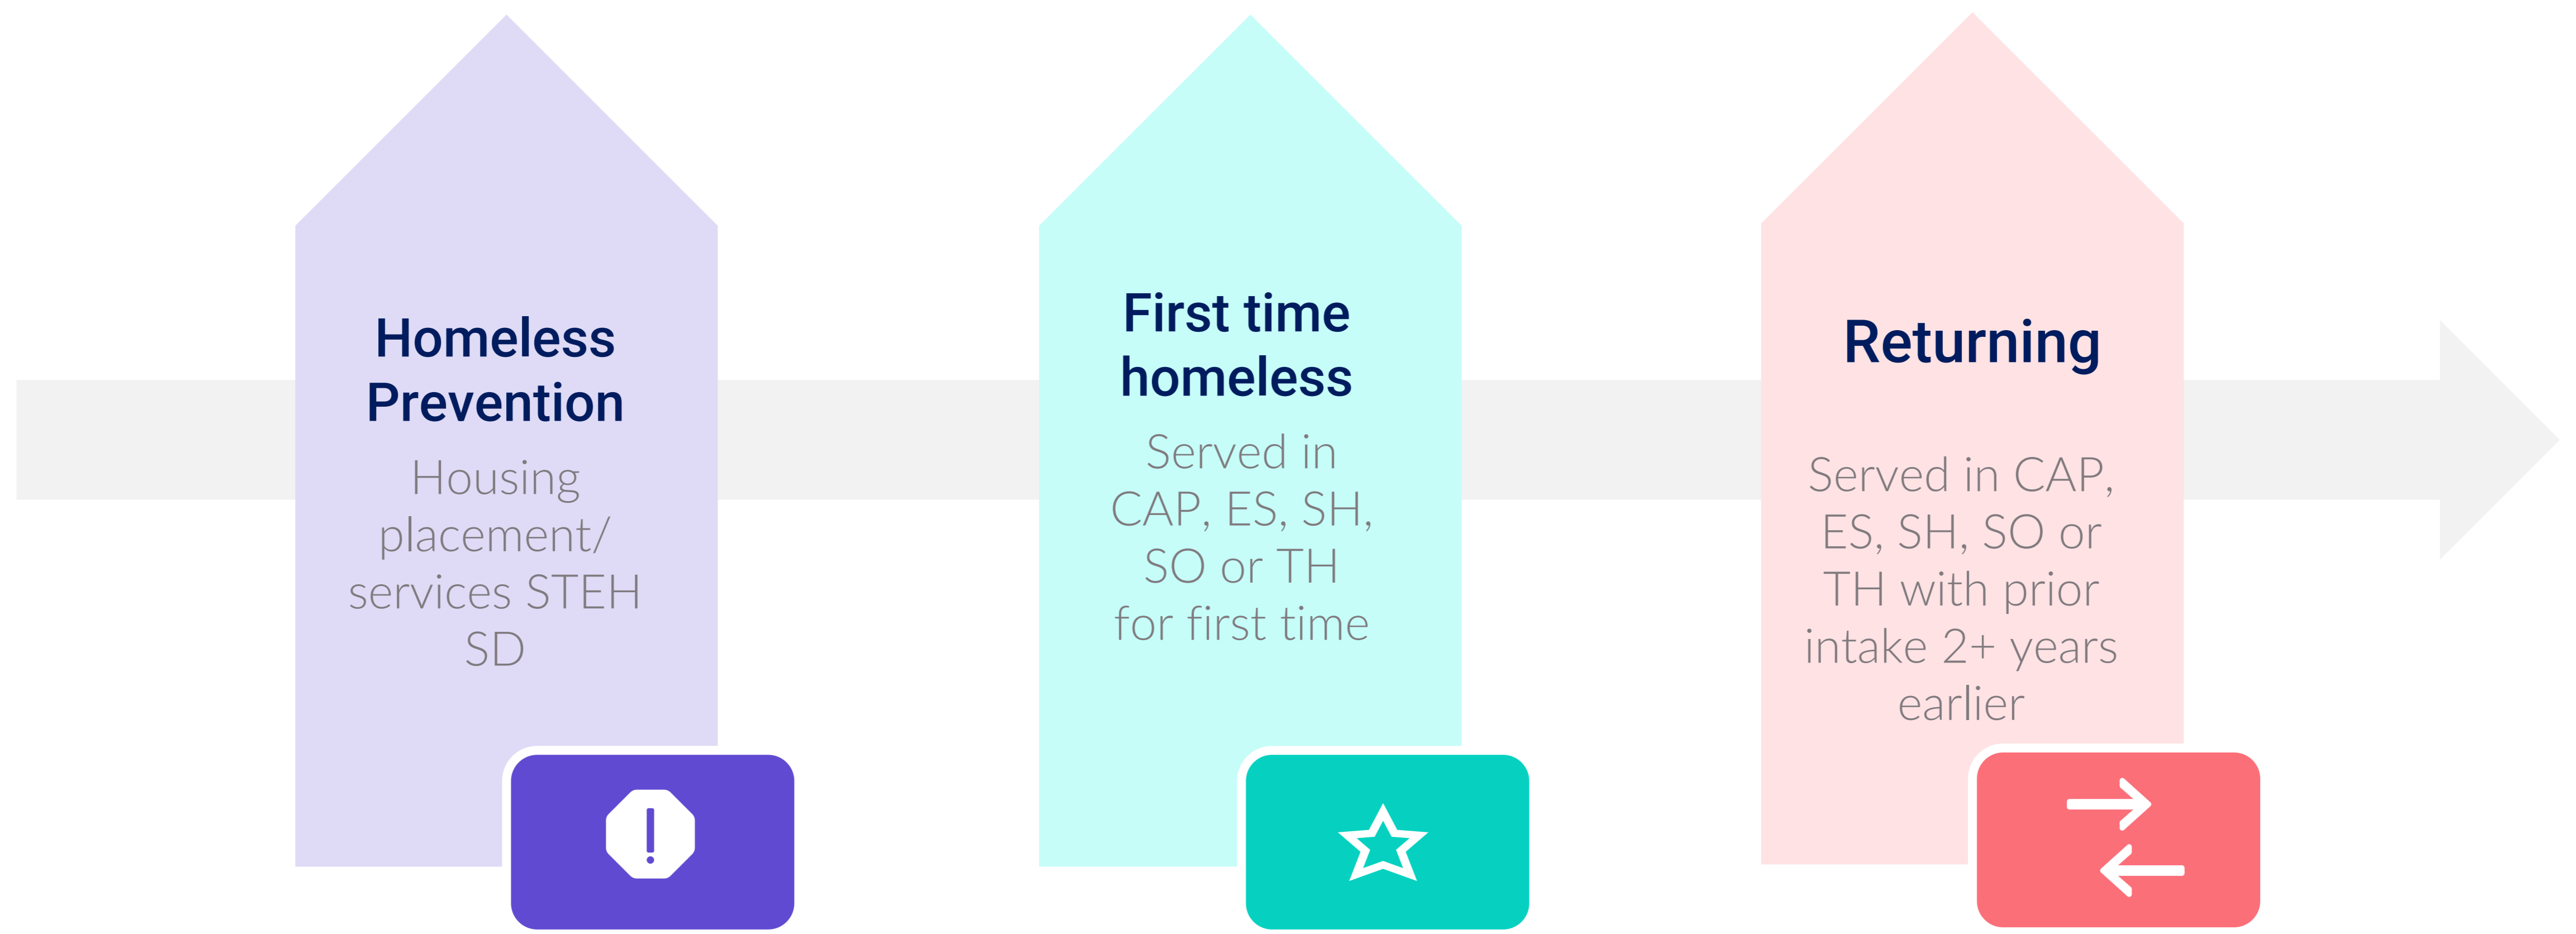 Homeless
Prevention
Housing
placement/
services STEH
SD
First time
homeless
Served in
CAP, ES, SH,
SO or TH
for first time
Returning
Served in CAP,
ES, SH, SO or
TH with prior
intake 2+ years
earlier